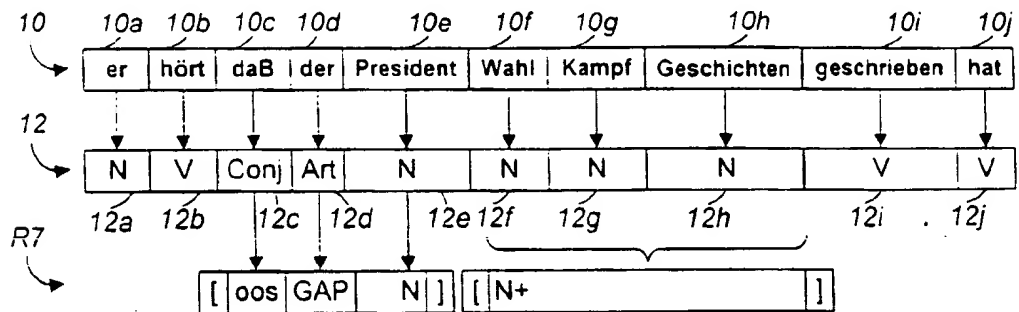 10 10a 10b 10c 10d 10e 10f 10g 10h 10i 10j
er hört daB der President Wahl Kampf Geschichten geschrieben hat
12
N V Conj Art N N N N V V
12a 12b 12c 12d 12e 12f 12g 12h 12i 12j
R7
[ oos GAP N ] [ N+ ]